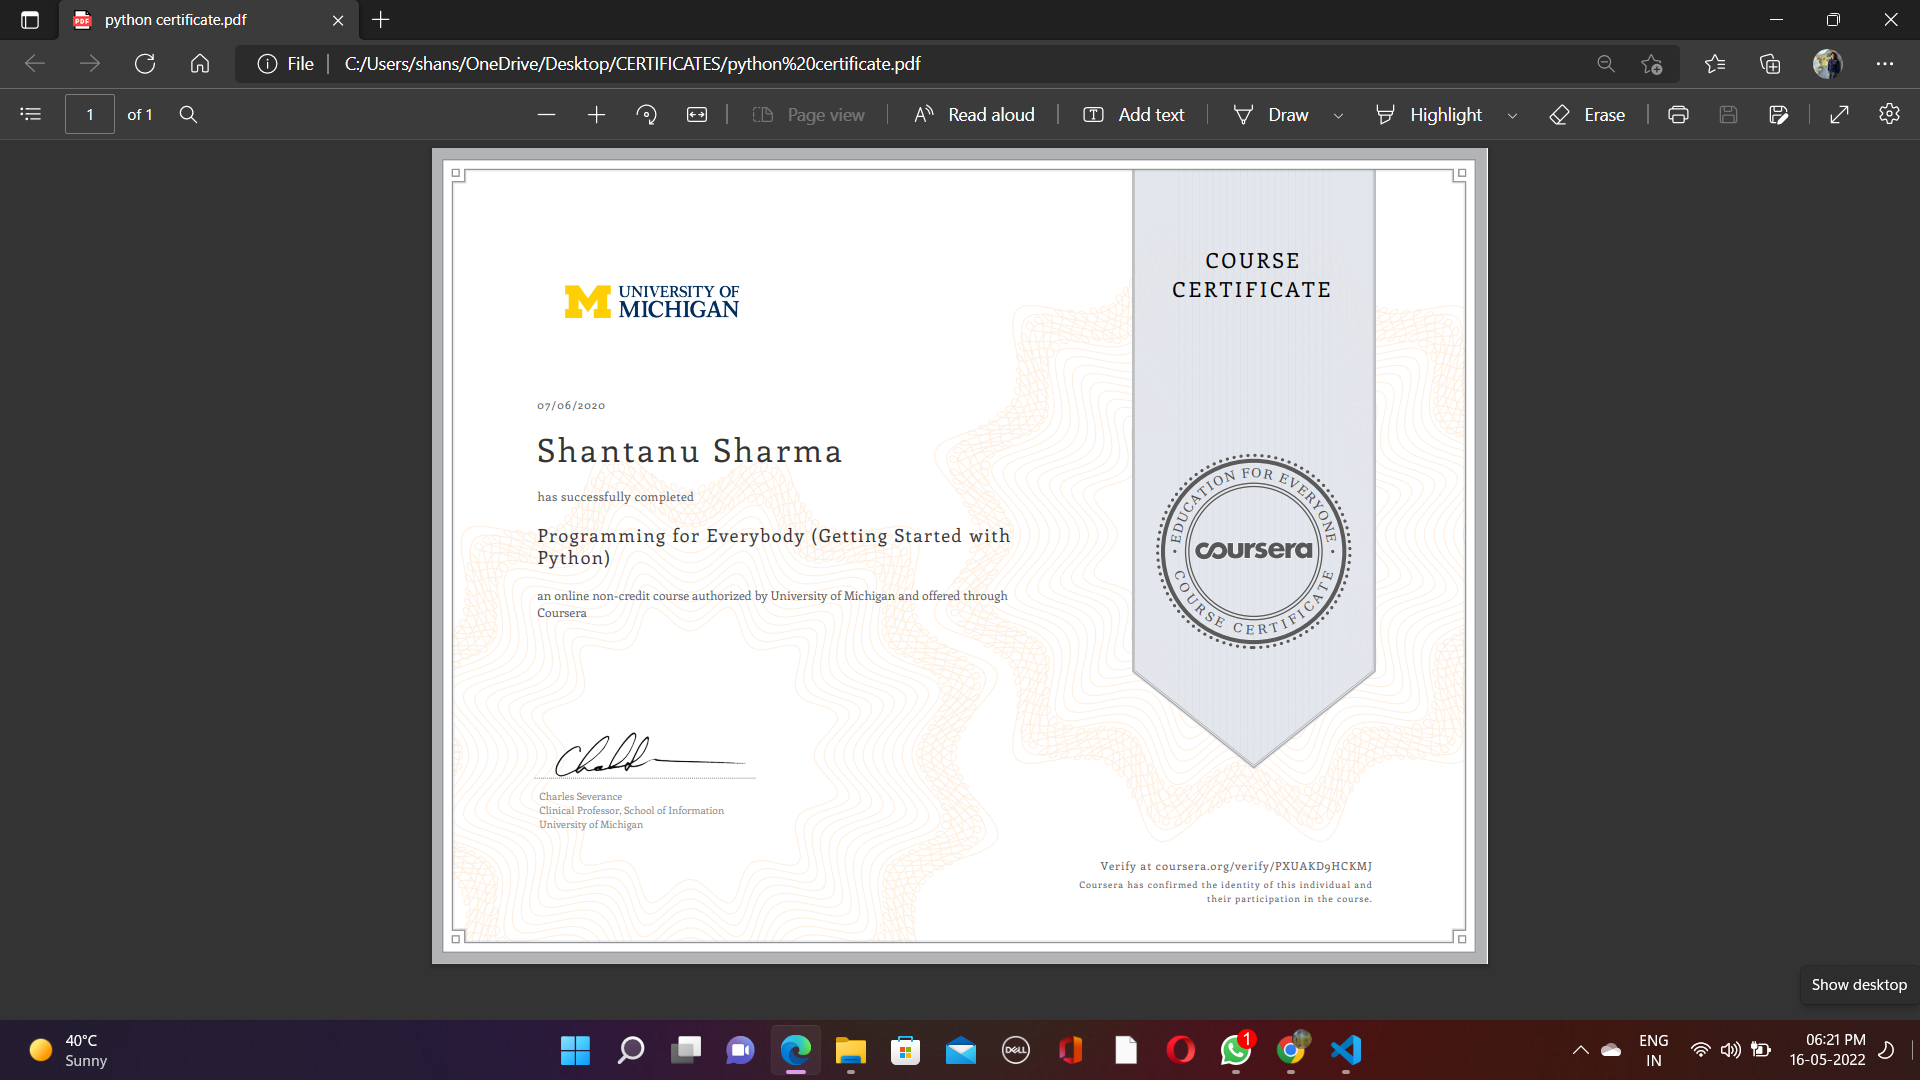 python certificate.pdf
File
C:/Users/shans/OneDrive/Desktop/CERTIFICATES/python%20certificate.pdf
1 of 1
Page view
Read aloud
Add text
Draw
Highlight
Erase
COURSE
CERTIFICATE
UNIVERSITY OF
MICHIGAN
07/06/2020
Shantanu Sharma
has successfully completed
Programming for Everybody (Getting Started with
Python)
an online non-credit course authorized by University of Michigan and offered through
Coursera
EDUCATION FOR EVERYONE
coursera
COURSE CERTIFICATE
Charles Severance
Clinical Professor, School of Information
University of Michigan
Verify at coursera.org/verify/PXUAKD9HCKMJ
Coursera has confirmed the identity of this individual and
their participation in the course.
Show desktop
40°C
Sunny
DELL
1
ENG
IN
06:21 PM
16-05-2022